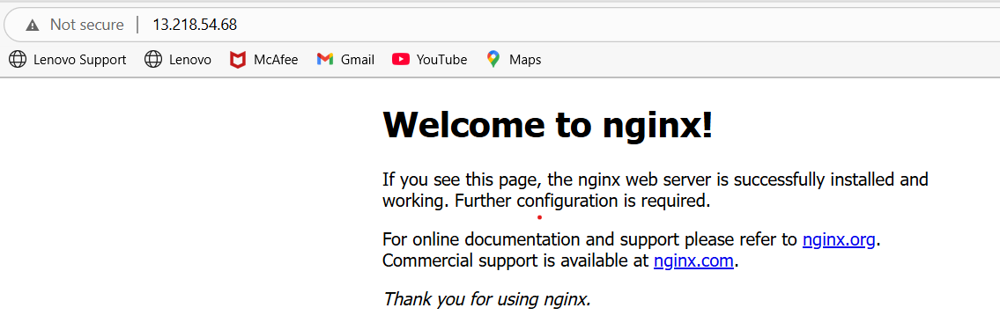 Not secure 13.218.54.68
Lenovo Support Lenovo McAfee Gmail YouTube Maps
Welcome to nginx!
If you see this page, the nginx web server is successfully installed and
working. Further configuration is required.
For online documentation and support please refer to nginx.org.
Commercial support is available at nginx.com.
Thank you for using nginx.